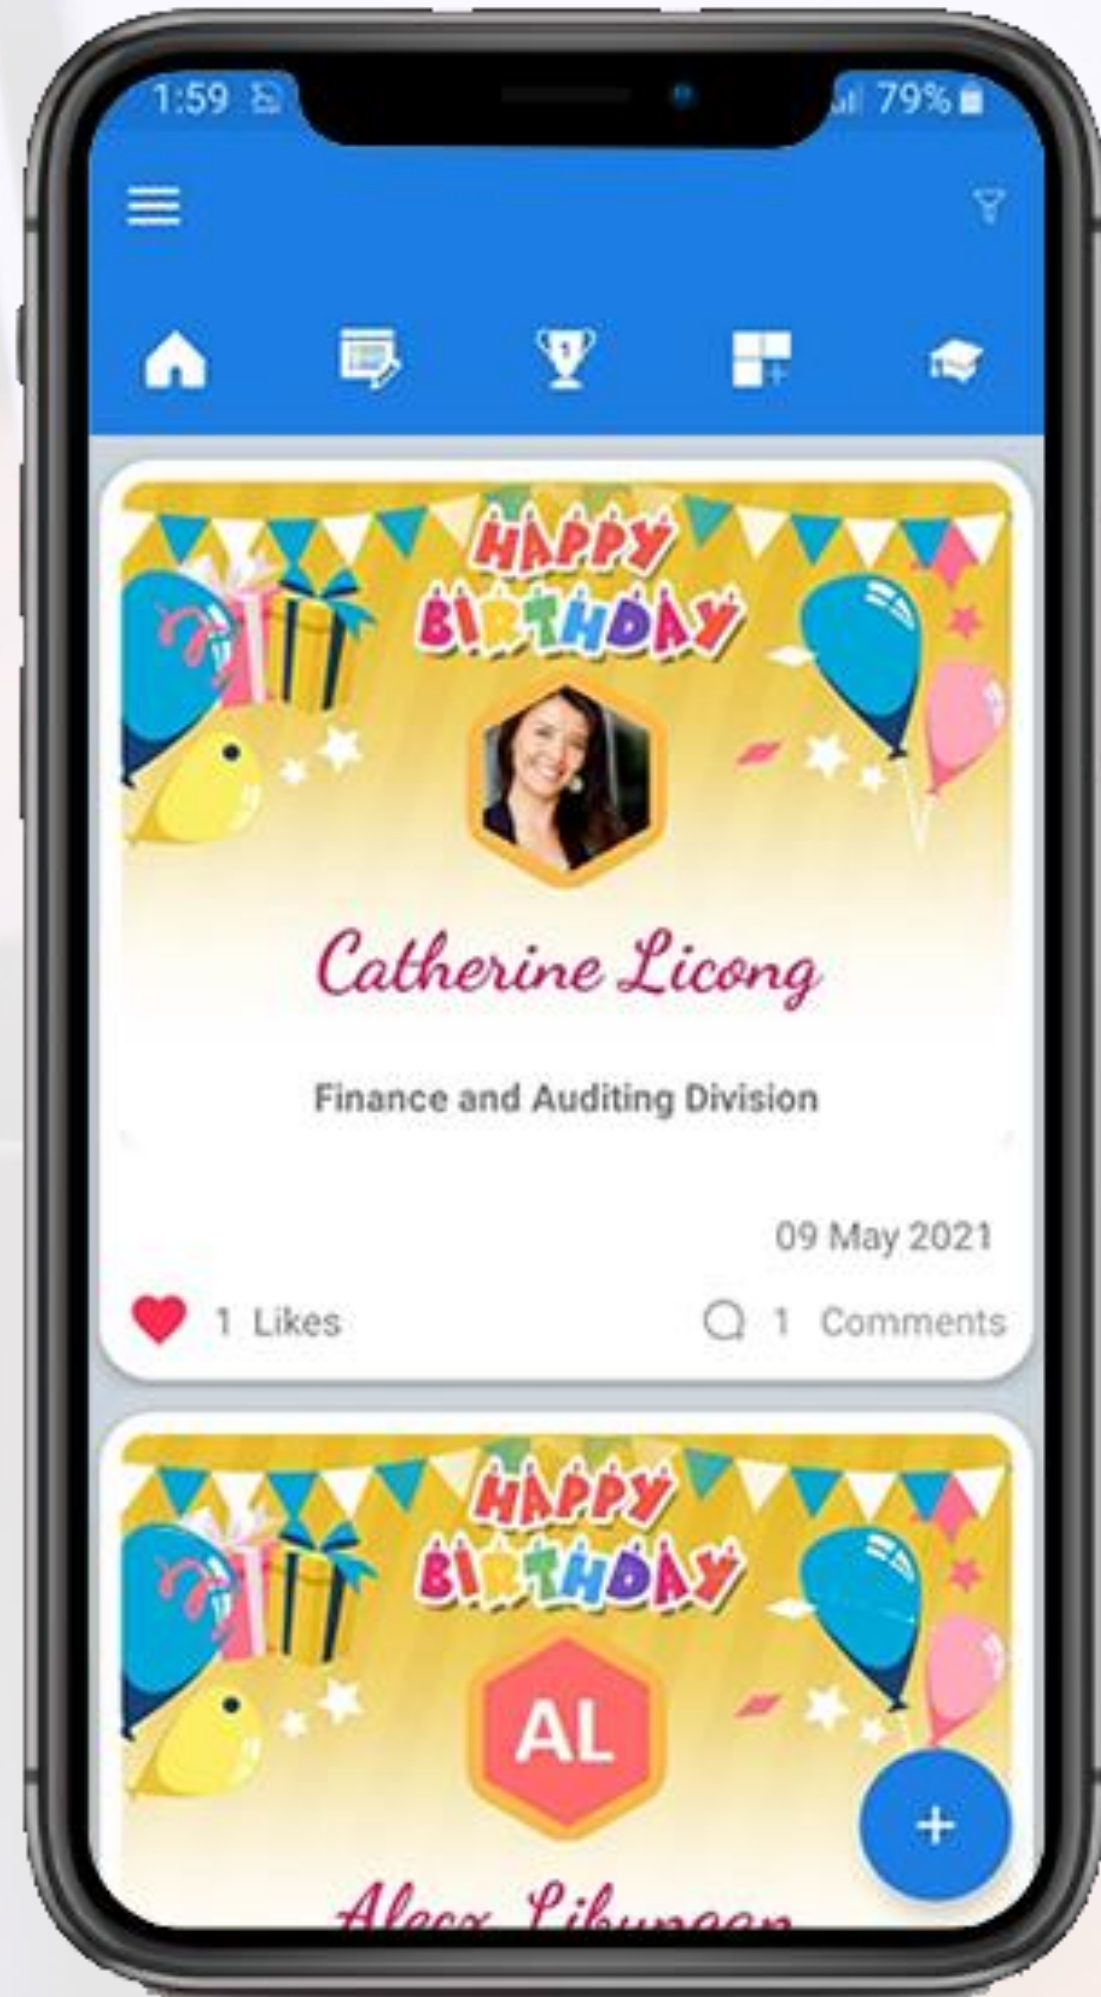 1:59
79%
1
HAPPY
BIRTHDAY
Catherine Licong
Finance and Auditing Division
09 May 2021
1 Likes
1 Comments
HAPPY
BIRTHDAY
AL
+